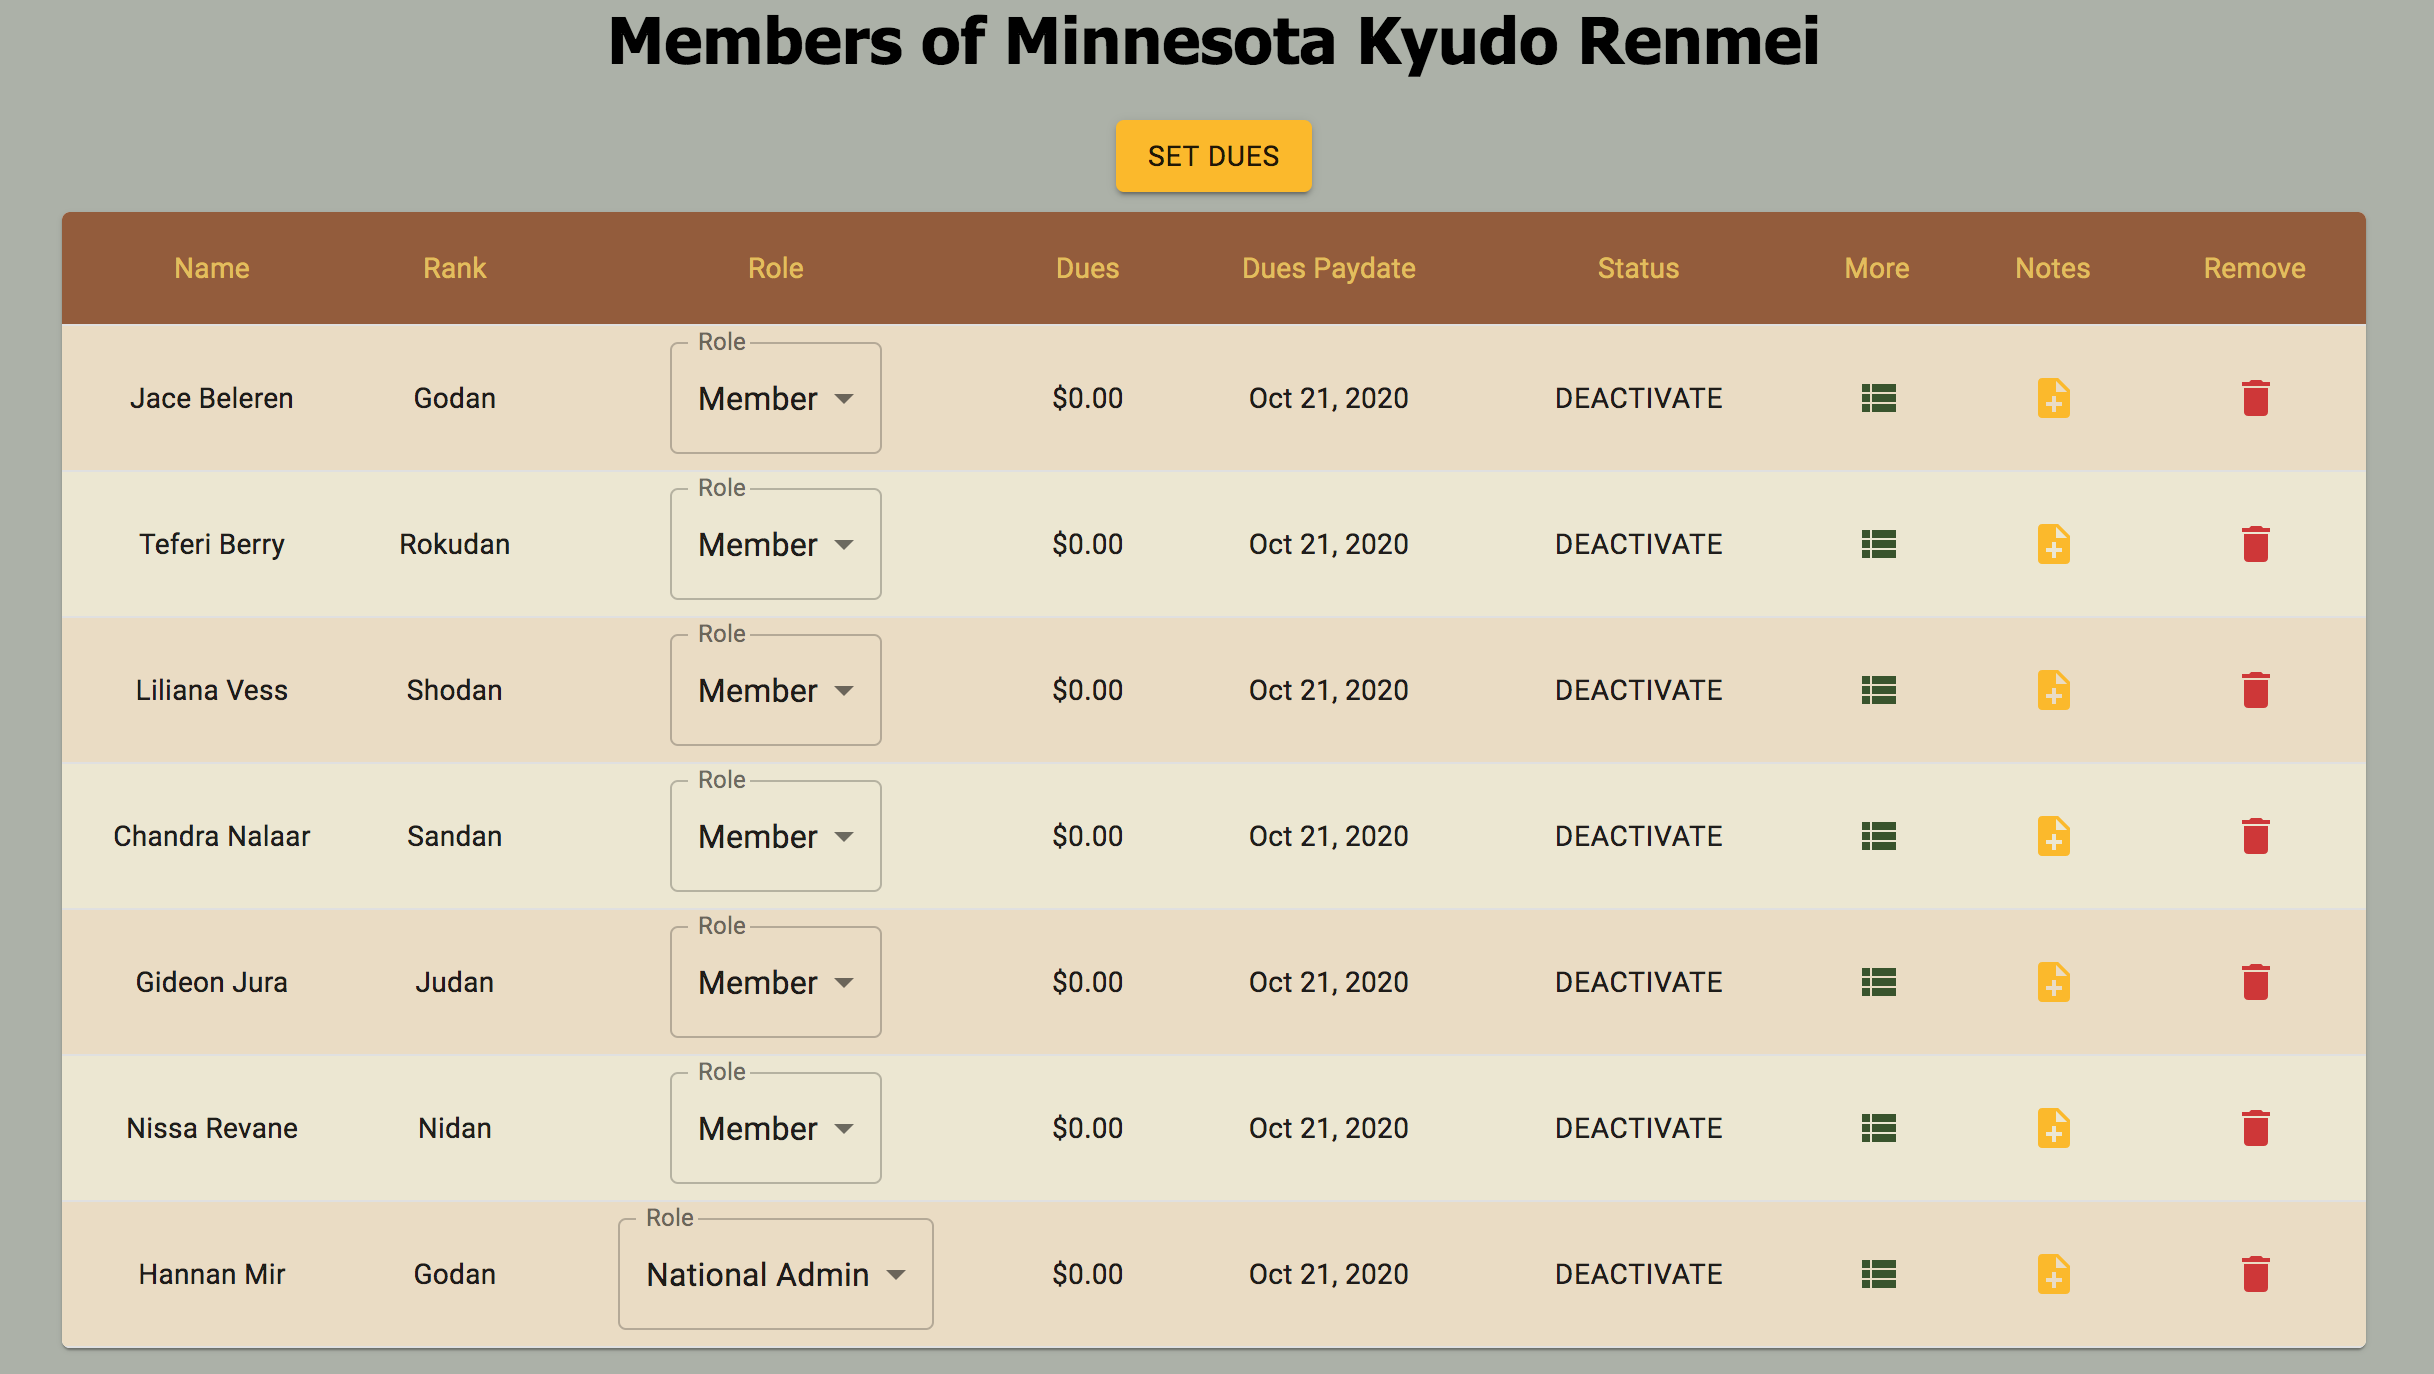 Members of Minnesota Kyudo Renmei
SET DUES
Name Rank Role Dues Dues Paydate Status More Notes Remove
Role
Jace Beleren Godan Member $0.00 Oct 21, 2020 DEACTIVATE
Role
Teferi Berry Rokudan Member $0.00 Oct 21, 2020 DEACTIVATE
Role
Liliana Vess Shodan Member $0.00 Oct 21, 2020 DEACTIVATE
Role
Chandra Nalaar Sandan Member $0.00 Oct 21, 2020 DEACTIVATE
Role
Gideon Jura Judan Member $0.00 Oct 21, 2020 DEACTIVATE
Role
Nissa Revane Nidan Member $0.00 Oct 21, 2020 DEACTIVATE
Role
Hannan Mir Godan National Admin $0.00 Oct 21, 2020 DEACTIVATE